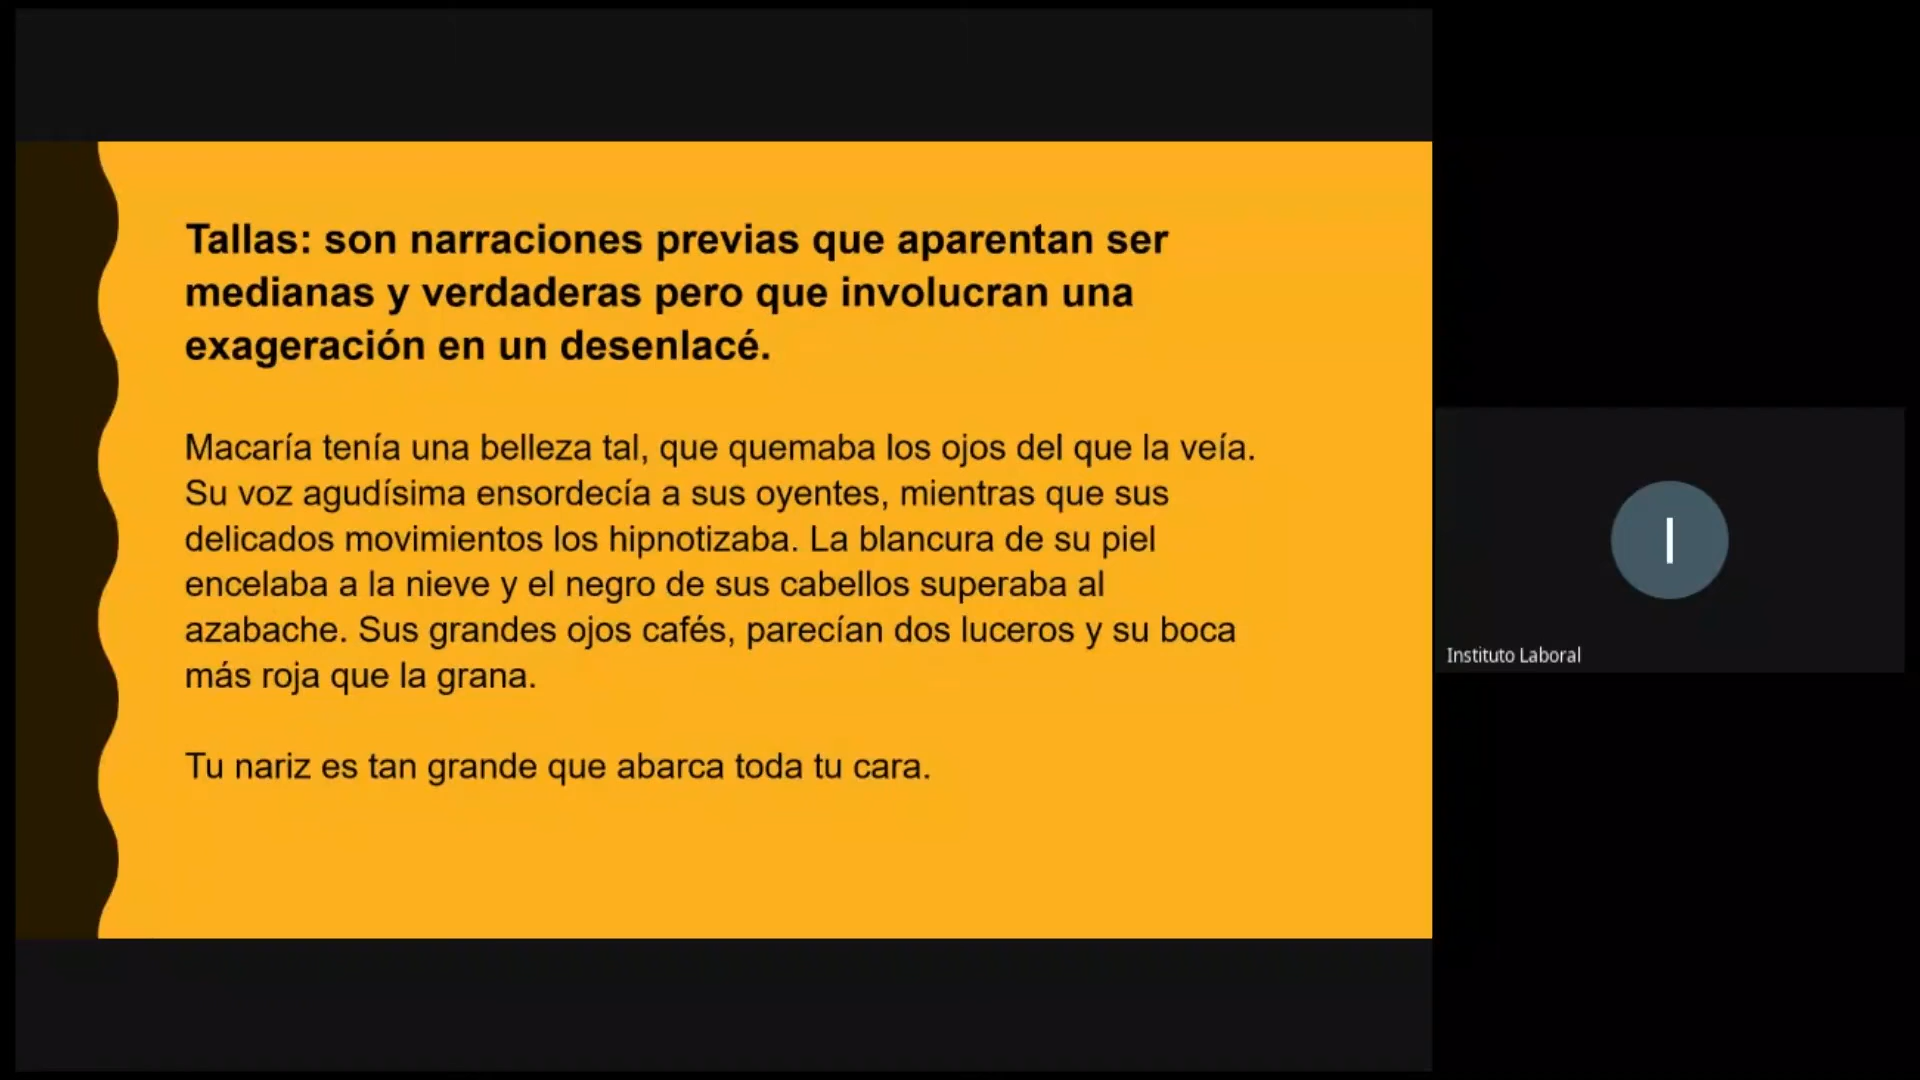 Tallas: son narraciones previas que aparentan ser
medianas y verdaderas pero que involucran una
exageración en un desenlacé.
Macaría tenía una belleza tal, que quemaba los ojos del que la veía.
Su voz agudísima ensordecía a sus oyentes, mientras que sus
delicados movimientos los hipnotizaba. La blancura de su piel
encelaba a la nieve y el negro de sus cabellos superaba al
azabache. Sus grandes ojos cafés, parecían dos luceros y su boca
más roja que la grana.
Tu nariz es tan grande que abarca toda tu cara.
I
Instituto Laboral